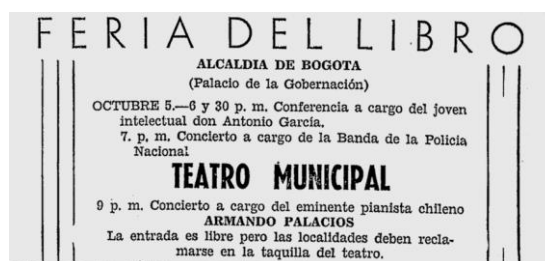 FERIA DEL LIBRO
ALCALDIA DE BOGOTA
(Palacio de la Gobernación)
OCTUBRE 5.—6 y 30 p. m. Conferencia a cargo del joven
intelectual don Antonio García.
7. p. m. Concierto a cargo de la Banda de la Policia
Nacional
TEATRO MUNICIPAL
9 p. m. Concierto a cargo del eminente pianista chileno
ARMANDO PALACIOS
La entrada es libre pero las localidades deben recla-
marse en la taquilla del teatro.